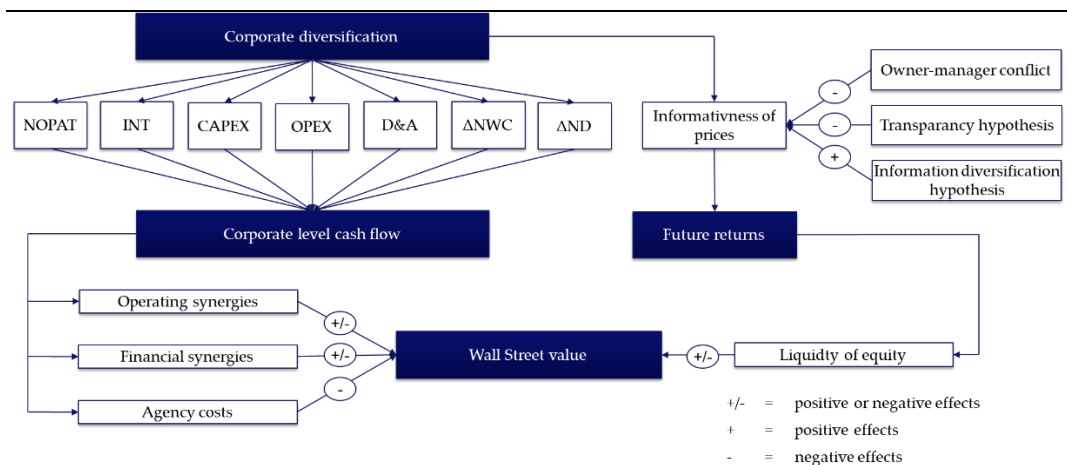 Corporate diversification
Owner-manager conflict
-
NOPAT
INT
CAPEX
OPEX
D&A
ΔNWC
ΔND
Informativness of
prices
-
Transparancy hypothesis
+
Information diversification
hypothesis
Corporate level cash flow
Future returns
Operating synergies
+/-
Financial synergies
+/-
Wall Street value
+/-
Liquidity of equity
-
Agency costs
+/- = positive or negative effects
+ = positive effects
- = negative effects